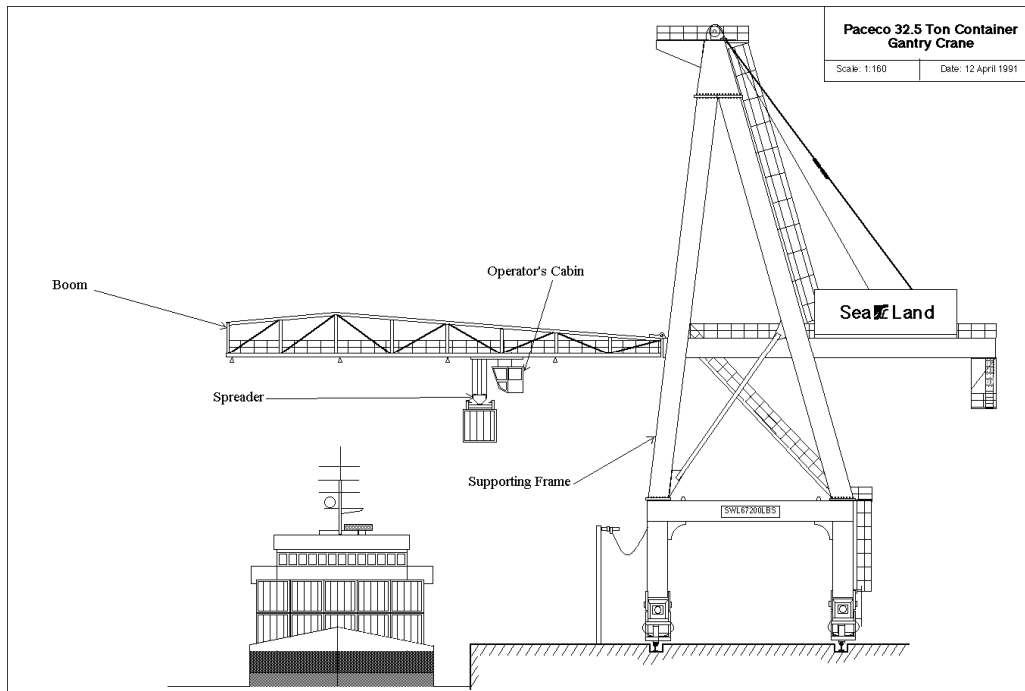 Paceco 32.5 Ton Container
Gantry Crane
Scale: 1:160
Date: 12 April 1991
Operator's Cabin
Boom
Sea Land
Spreader
Supporting Frame
SWL67200LBS